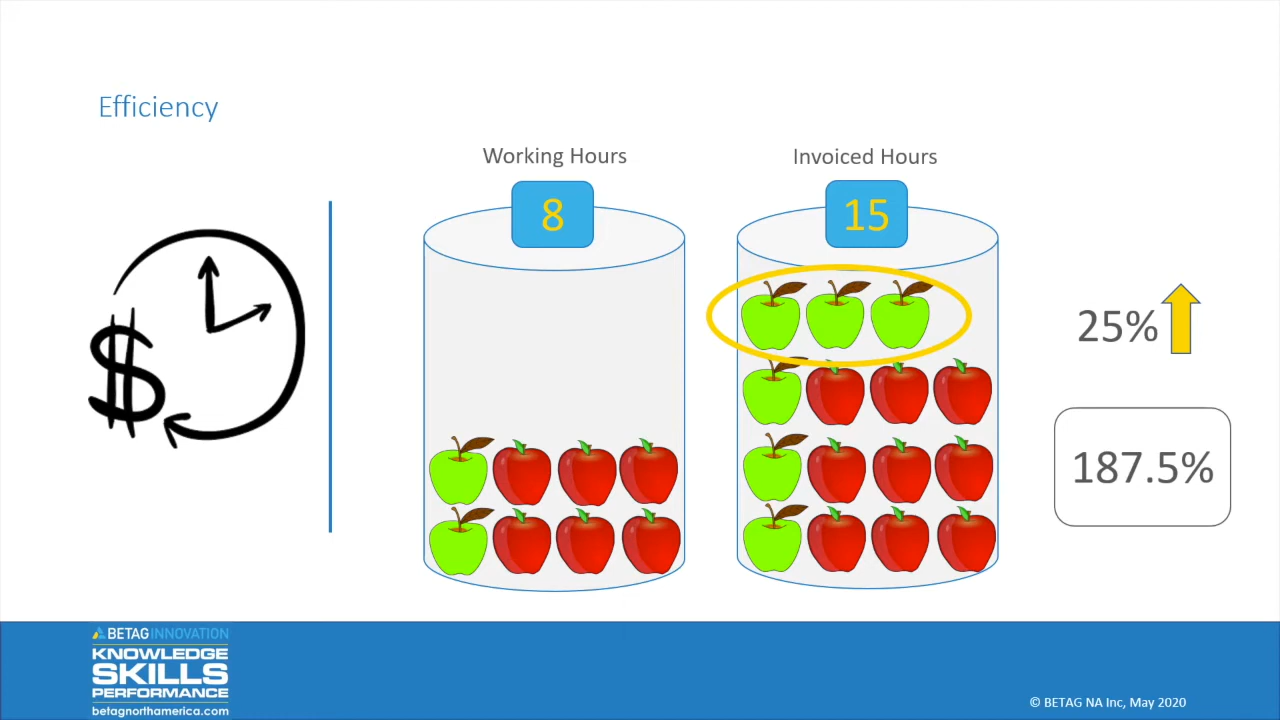 Efficiency
Working Hours
Invoiced Hours
8
15
25%
187.5%
$
BETAG INNOVATION
KNOWLEDGE
SKILLS
PERFORMANCE
betagnorthamerica.com
© BETAG NA Inc, May 2020